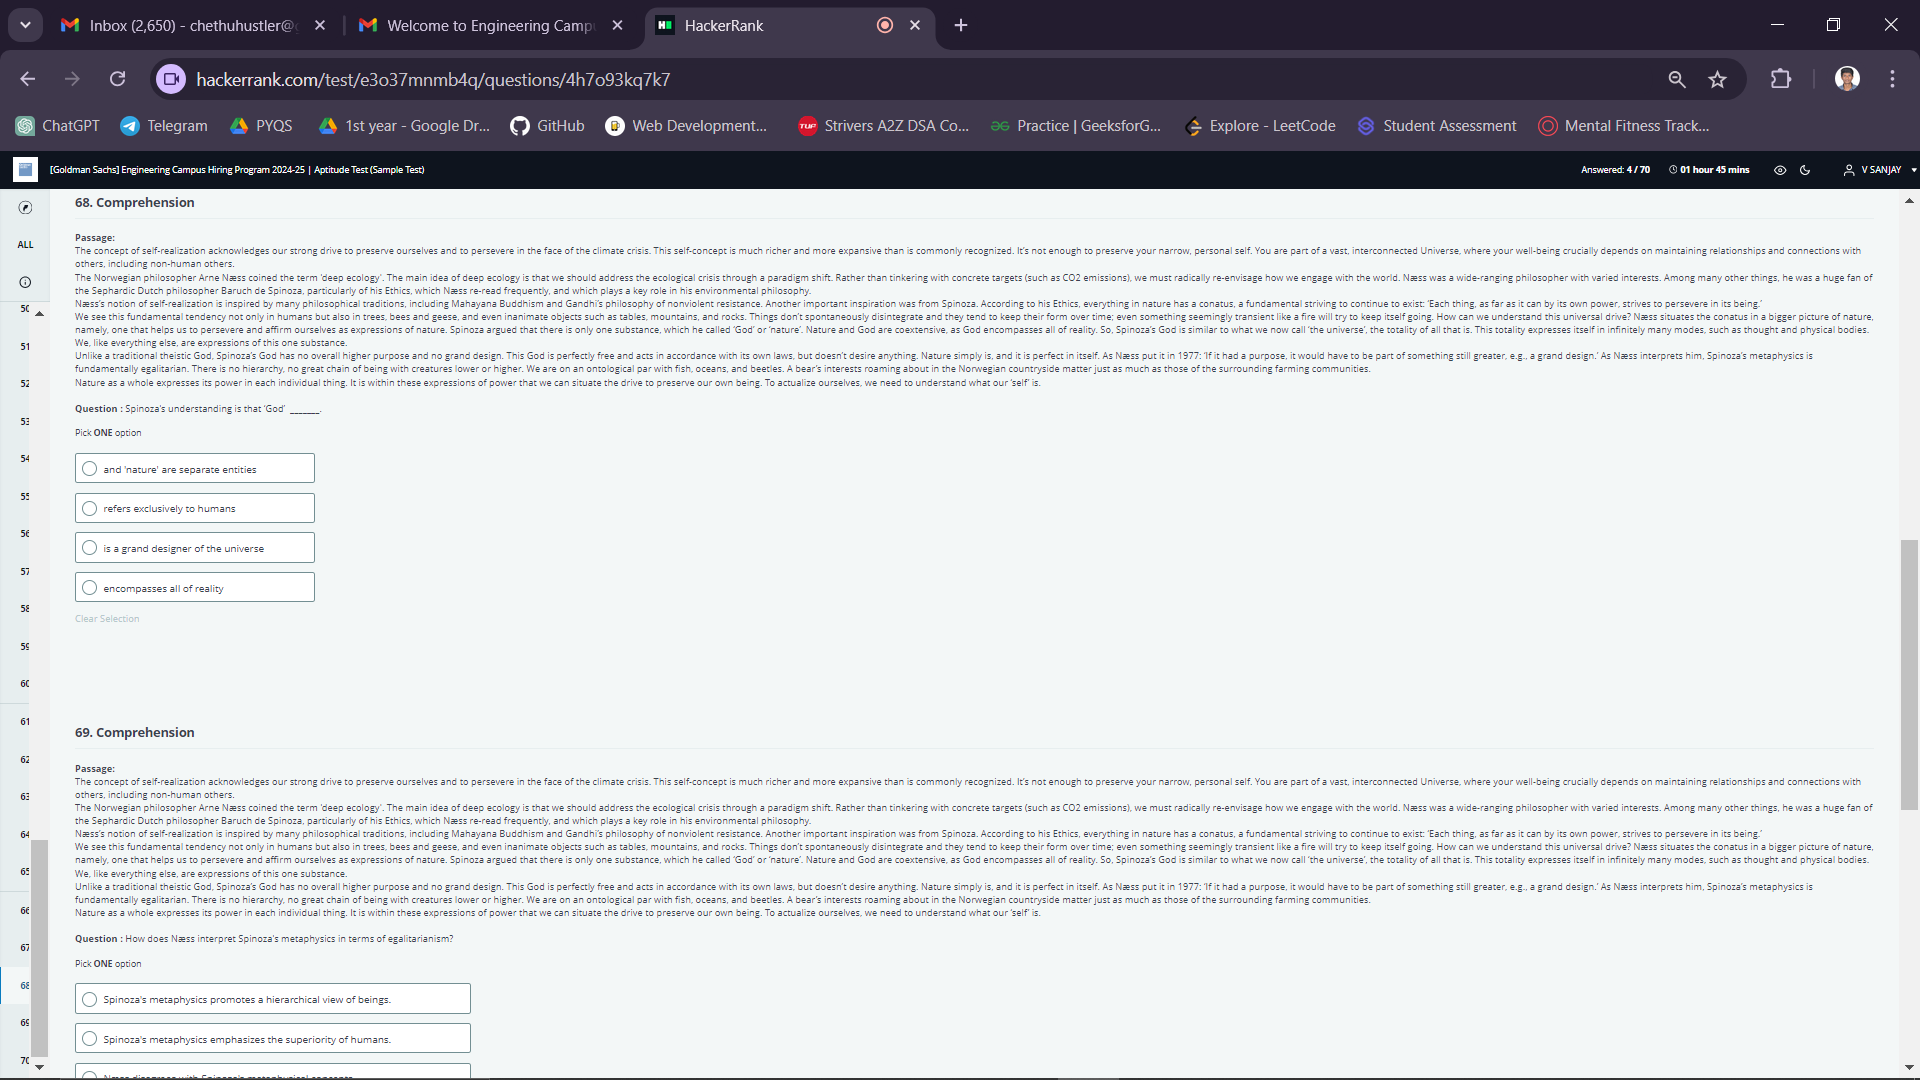 Inbox (2,650) - chethuhustler@g
Welcome to Engineering Camp
HackerRank
hackerrank.com/test/e3o37mnmb4q/questions/4h7o93kq7k7
ChatGPT
Telegram
PYQS
1st year - Google Dr...
GitHub
Web Development...
TUF
Strivers A2Z DSA Co...
Practice | GeeksforG...
Explore - LeetCode
Student Assessment
Mental Fitness Track...
[Goldman Sachs] Engineering Campus Hiring Program 2024-25 | Aptitude Test (Sample Test)
Answered: 4 / 70
01 hour 45 mins
V SANJAY
ALL
50
51
52
53
54
55
56
57
58
59
60
61
62
63
64
65
66
67
68
69
70
68. Comprehension
Passage:
The concept of self-realization acknowledges our strong drive to preserve ourselves and to persevere in the face of the climate crisis. This self-concept is much richer and more expansive than is commonly recognized. It's not enough to preserve your narrow, personal self. You are part of a vast, interconnected Universe, where your well-being crucially depends on maintaining relationships and connections with
others, including non-human others.
The Norwegian philosopher Arne Næss coined the term 'deep ecology'. The main idea of deep ecology is that we should address the ecological crisis through a paradigm shift. Rather than tinkering with concrete targets (such as CO2 emissions), we must radically re-envisage how we engage with the world. Næss was a wide-ranging philosopher with varied interests. Among many other things, he was a huge fan of
the Sephardic Dutch philosopher Baruch de Spinoza, particularly of his Ethics, which Næss re-read frequently, and which plays a key role in his environmental philosophy.
Næss's notion of self-realization is inspired by many philosophical traditions, including Mahayana Buddhism and Gandhi's philosophy of nonviolent resistance. Another important inspiration was from Spinoza. According to his Ethics, everything in nature has a conatus, a fundamental striving to continue to exist: 'Each thing, as far as it can by its own power, strives to persevere in its being.'
We see this fundamental tendency not only in humans but also in trees, bees and geese, and even inanimate objects such as tables, mountains, and rocks. Things don't spontaneously disintegrate and they tend to keep their form over time; even something seemingly transient like a fire will try to keep itself going. How can we understand this universal drive? Næss situates the conatus in a bigger picture of nature,
namely, one that helps us to persevere and affirm ourselves as expressions of nature. Spinoza argued that there is only one substance, which he called 'God' or 'nature'. Nature and God are coextensive, as God encompasses all of reality. So, Spinoza's God is similar to what we now call 'the universe', the totality of all that is. This totality expresses itself in infinitely many modes, such as thought and physical bodies.
We, like everything else, are expressions of this one substance.
Unlike a traditional theistic God, Spinoza's God has no overall higher purpose and no grand design. This God is perfectly free and acts in accordance with its own laws, but doesn't desire anything. Nature simply is, and it is perfect in itself. As Næss put it in 1977: 'If it had a purpose, it would have to be part of something still greater, e.g., a grand design.' As Næss interprets him, Spinoza's metaphysics is
fundamentally egalitarian. There is no hierarchy, no great chain of being with creatures lower or higher. We are on an ontological par with fish, oceans, and beetles. A bear's interests roaming about in the Norwegian countryside matter just as much as those of the surrounding farming communities.
Nature as a whole expresses its power in each individual thing. It is within these expressions of power that we can situate the drive to preserve our own being. To actualize ourselves, we need to understand what our 'self' is.
Question : Spinoza's understanding is that 'God' _______.
Pick ONE option
and 'nature' are separate entities
refers exclusively to humans
is a grand designer of the universe
encompasses all of reality
Clear Selection
69. Comprehension
Passage:
The concept of self-realization acknowledges our strong drive to preserve ourselves and to persevere in the face of the climate crisis. This self-concept is much richer and more expansive than is commonly recognized. It's not enough to preserve your narrow, personal self. You are part of a vast, interconnected Universe, where your well-being crucially depends on maintaining relationships and connections with
others, including non-human others.
The Norwegian philosopher Arne Næss coined the term 'deep ecology'. The main idea of deep ecology is that we should address the ecological crisis through a paradigm shift. Rather than tinkering with concrete targets (such as CO2 emissions), we must radically re-envisage how we engage with the world. Næss was a wide-ranging philosopher with varied interests. Among many other things, he was a huge fan of
the Sephardic Dutch philosopher Baruch de Spinoza, particularly of his Ethics, which Næss re-read frequently, and which plays a key role in his environmental philosophy.
Næss's notion of self-realization is inspired by many philosophical traditions, including Mahayana Buddhism and Gandhi's philosophy of nonviolent resistance. Another important inspiration was from Spinoza. According to his Ethics, everything in nature has a conatus, a fundamental striving to continue to exist: 'Each thing, as far as it can by its own power, strives to persevere in its being.'
We see this fundamental tendency not only in humans but also in trees, bees and geese, and even inanimate objects such as tables, mountains, and rocks. Things don't spontaneously disintegrate and they tend to keep their form over time; even something seemingly transient like a fire will try to keep itself going. How can we understand this universal drive? Næss situates the conatus in a bigger picture of nature,
namely, one that helps us to persevere and affirm ourselves as expressions of nature. Spinoza argued that there is only one substance, which he called 'God' or 'nature'. Nature and God are coextensive, as God encompasses all of reality. So, Spinoza's God is similar to what we now call 'the universe', the totality of all that is. This totality expresses itself in infinitely many modes, such as thought and physical bodies.
We, like everything else, are expressions of this one substance.
Unlike a traditional theistic God, Spinoza's God has no overall higher purpose and no grand design. This God is perfectly free and acts in accordance with its own laws, but doesn't desire anything. Nature simply is, and it is perfect in itself. As Næss put it in 1977: 'If it had a purpose, it would have to be part of something still greater, e.g., a grand design.' As Næss interprets him, Spinoza's metaphysics is
fundamentally egalitarian. There is no hierarchy, no great chain of being with creatures lower or higher. We are on an ontological par with fish, oceans, and beetles. A bear's interests roaming about in the Norwegian countryside matter just as much as those of the surrounding farming communities.
Nature as a whole expresses its power in each individual thing. It is within these expressions of power that we can situate the drive to preserve our own being. To actualize ourselves, we need to understand what our 'self' is.
Question : How does Næss interpret Spinoza's metaphysics in terms of egalitarianism?
Pick ONE option
Spinoza's metaphysics promotes a hierarchical view of beings.
Spinoza's metaphysics emphasizes the superiority of humans.